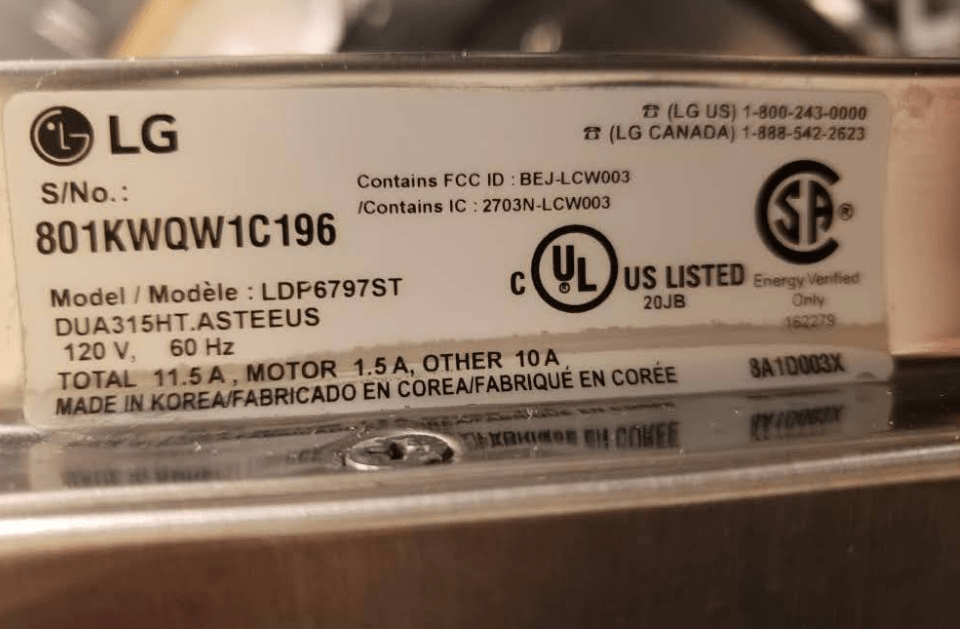 LG
☎ (LG US) 1-800-243-0000
☎ (LG CANADA) 1-888-542-2623
S/No.:
801KWQW1C196
Contains FCC ID : BEJ-LCW003
/Contains IC : 2703N-LCW003
SA ®
C UL ® US LISTED
20JB
Energy Verified
Only
162279
Model / Modèle : LDP6797ST
DUA315HT.ASTEEUS
120 V, 60 Hz
TOTAL 11.5 A , MOTOR 1.5 A, OTHER 10 A
MADE IN KOREA/FABRICADO EN COREA/FABRIQUÉ EN CORÉE
8A1D003X